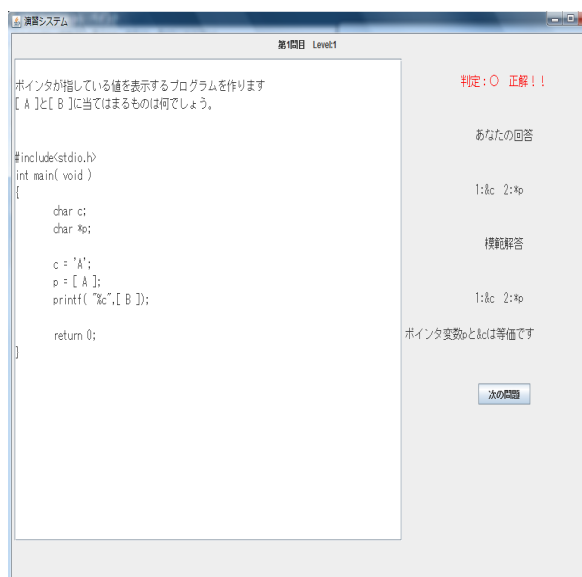 演習システム
第1問目 Level:1
ポインタが指している値を表示するプログラムを作ります
[ A ]と[ B ]に当てはまるものは何でしょう。
#include<stdio.h>
int main( void )
{
char c;
char *p;
c = 'A';
p = [ A ];
printf( "%c",[ B ]);
return 0;
}
判定：○ 正解！！
あなたの回答
1:&c 2:*p
模範解答
1:&c 2:*p
ポインタ変数pと&cは等価です
次の問題